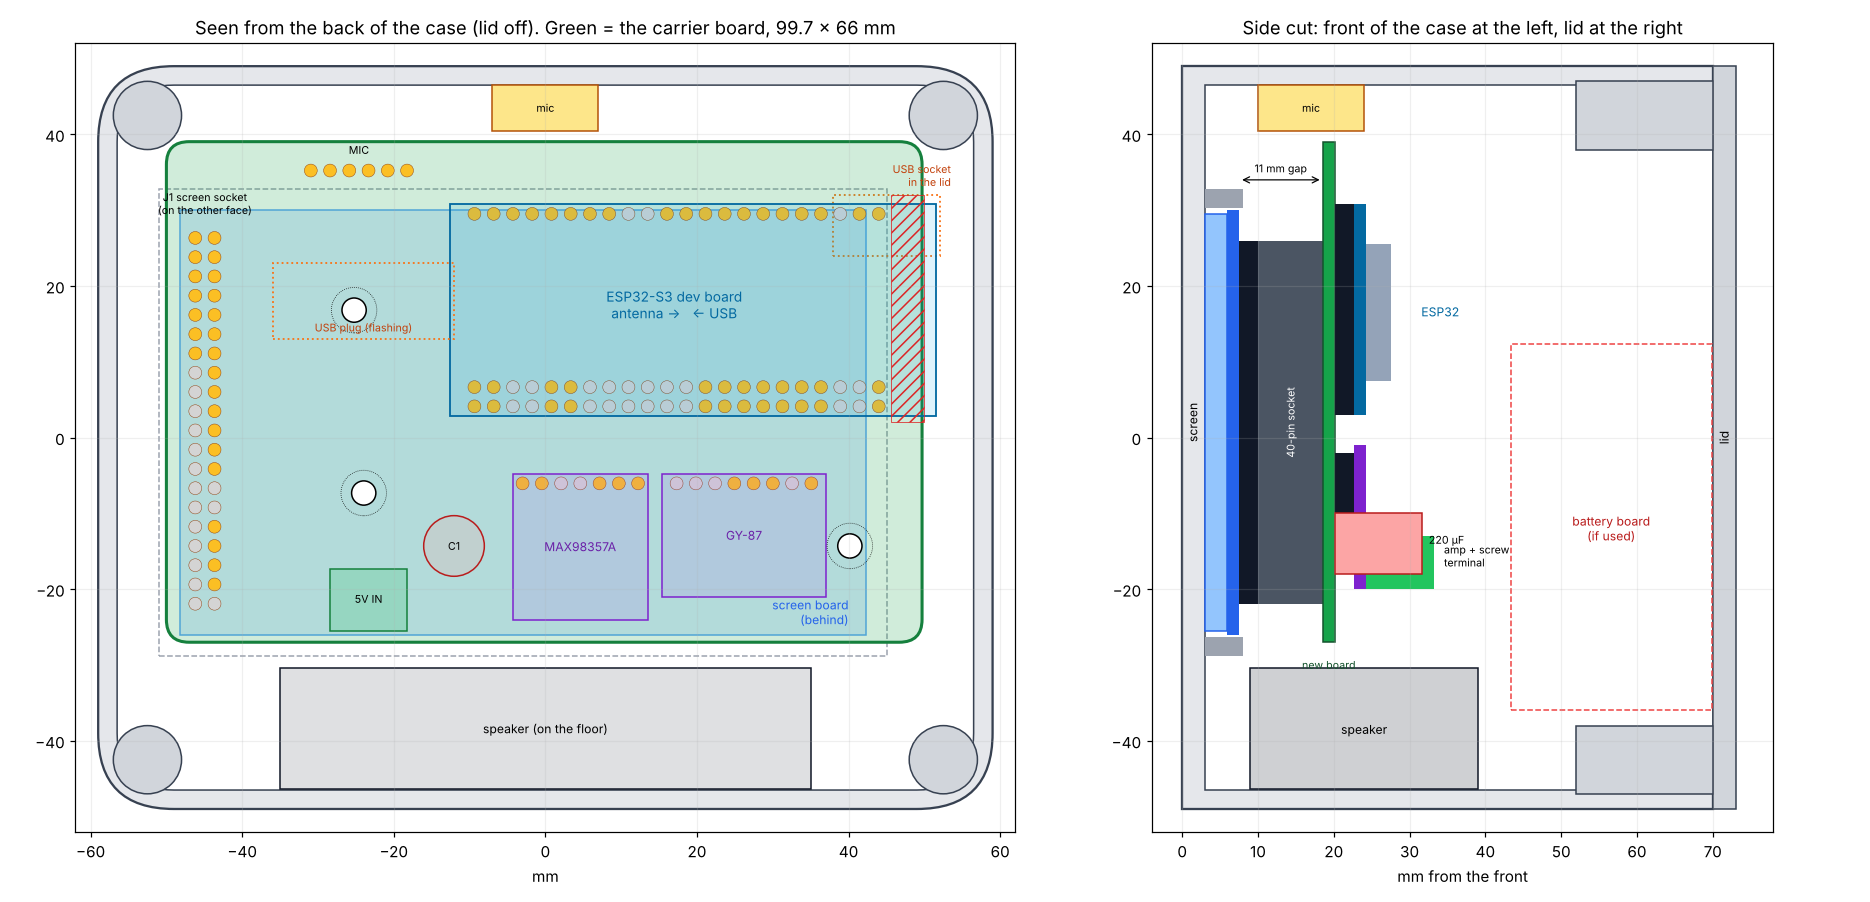 Seen from the back of the case (lid off). Green = the carrier board, 99.7 × 66 mm
mic
MIC
USB socket
in the lid
J1 screen socket
(on the other face)
ESP32-S3 dev board
antenna → ← USB
USB plug (flashing)
C1
MAX98357A
GY-87
5V IN
screen board
(behind)
speaker (on the floor)
40
20
0
−20
−40
−60
−40
−20
0
20
40
60
mm
Side cut: front of the case at the left, lid at the right
mic
11 mm gap
ESP32
screen
40-pin socket
lid
battery board
(if used)
220 µF
amp + screw
terminal
new board
speaker
40
20
0
−20
−40
0
10
20
30
40
50
60
70
mm from the front